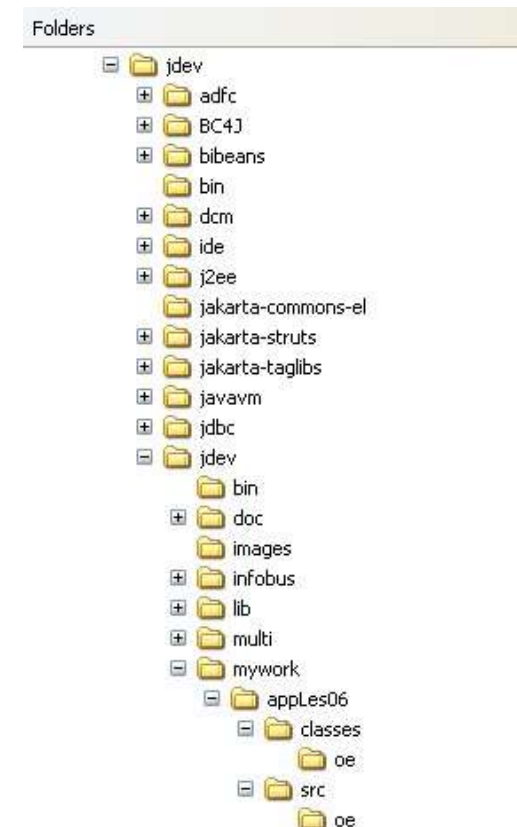 Folders
jdev
adfc
BC4J
bibeans
bin
dcm
ide
j2ee
jakarta-commons-el
jakarta-struts
jakarta-taglibs
javavm
jdbc
jdev
bin
doc
images
infobus
lib
multi
mywork
appLes06
classes
oe
src
oe